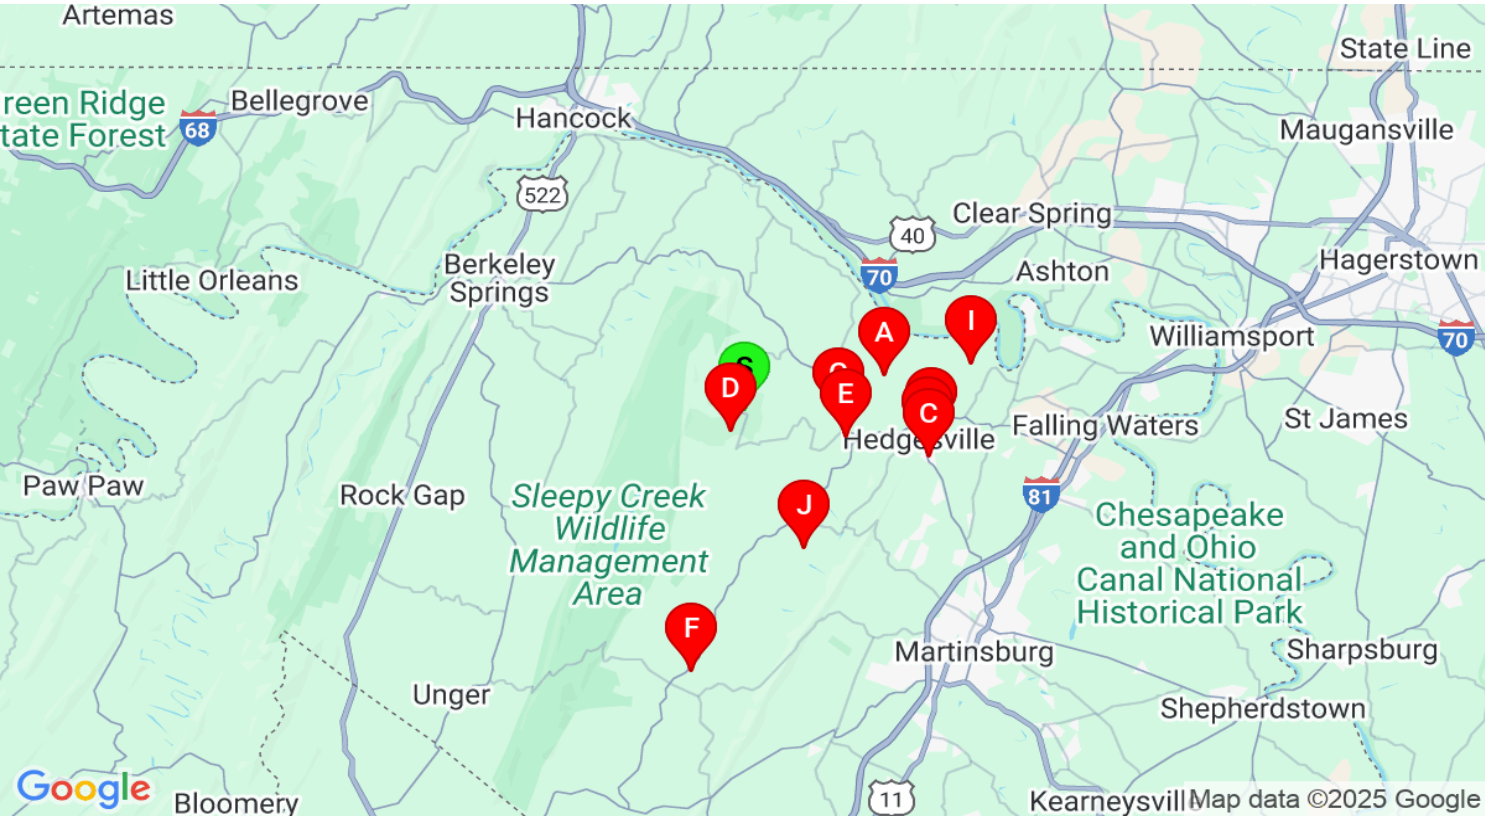 Artemas
State Line
reen Ridge
tate Forest
68
Bellegrove
Hancock
Maugansville
522
Clear Spring
40
Hagerstown
Ashton
70
Little Orleans
Berkeley
Springs
I
A
Williamsport
70
S
D
E
C
St James
Falling Waters
Hedgesville
Paw Paw
Rock Gap
81
Sleepy Creek
Wildlife
Management
Area
J
Chesapeake
and Ohio
Canal National
Historical Park
F
Martinsburg
Sharpsburg
Unger
Shepherdstown
Google
Bloomery
11
Kearneysvill
Map data ©2025 Google